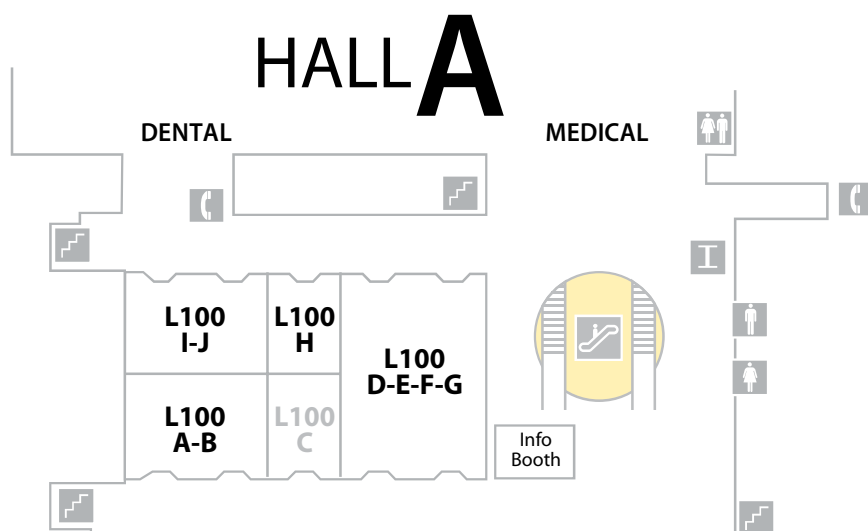 HALL A
DENTAL
MEDICAL
L100
I-J
L100
H
L100
D-E-F-G
L100
A-B
L100
C
Info
Booth